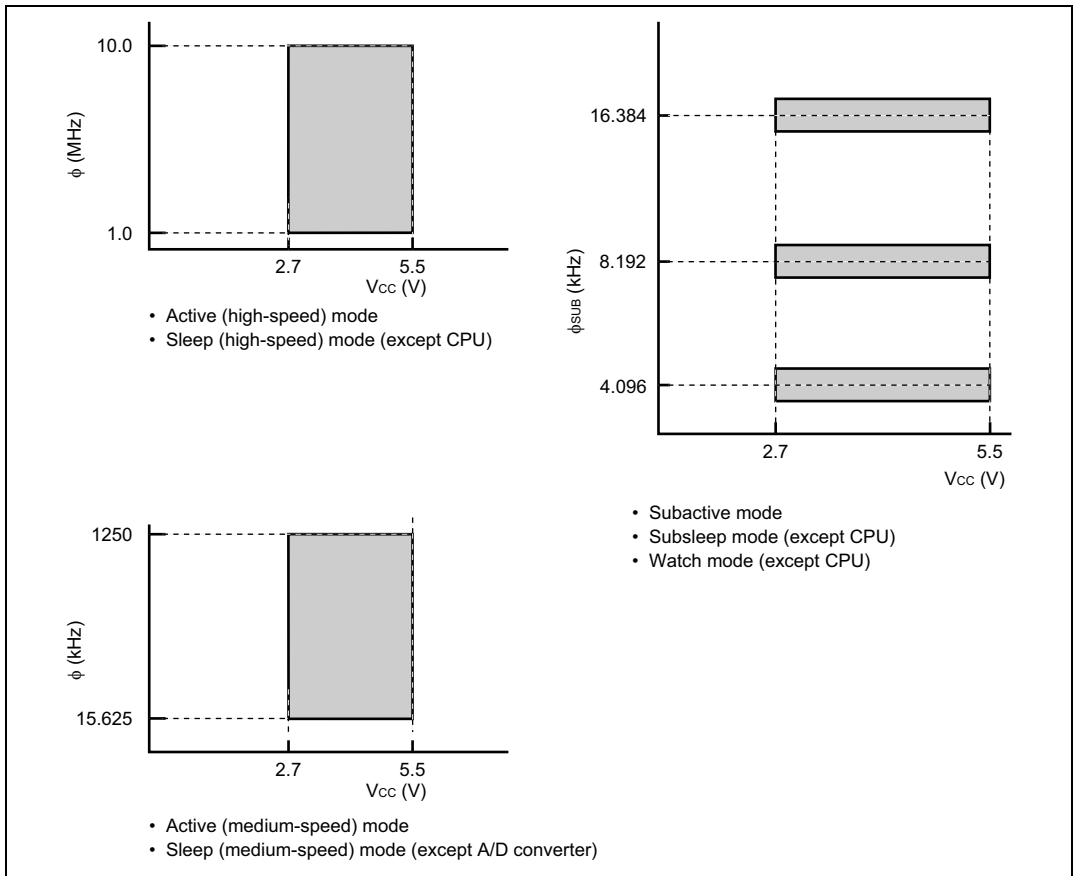 10.0
φ (MHz)
1.0
2.7
5.5
VCC (V)
• Active (high-speed) mode
• Sleep (high-speed) mode (except CPU)
16.384
8.192
φSUB (kHz)
4.096
2.7
5.5
VCC (V)
• Subactive mode
• Subsleep mode (except CPU)
• Watch mode (except CPU)
1250
φ (kHz)
15.625
2.7
5.5
VCC (V)
• Active (medium-speed) mode
• Sleep (medium-speed) mode (except A/D converter)